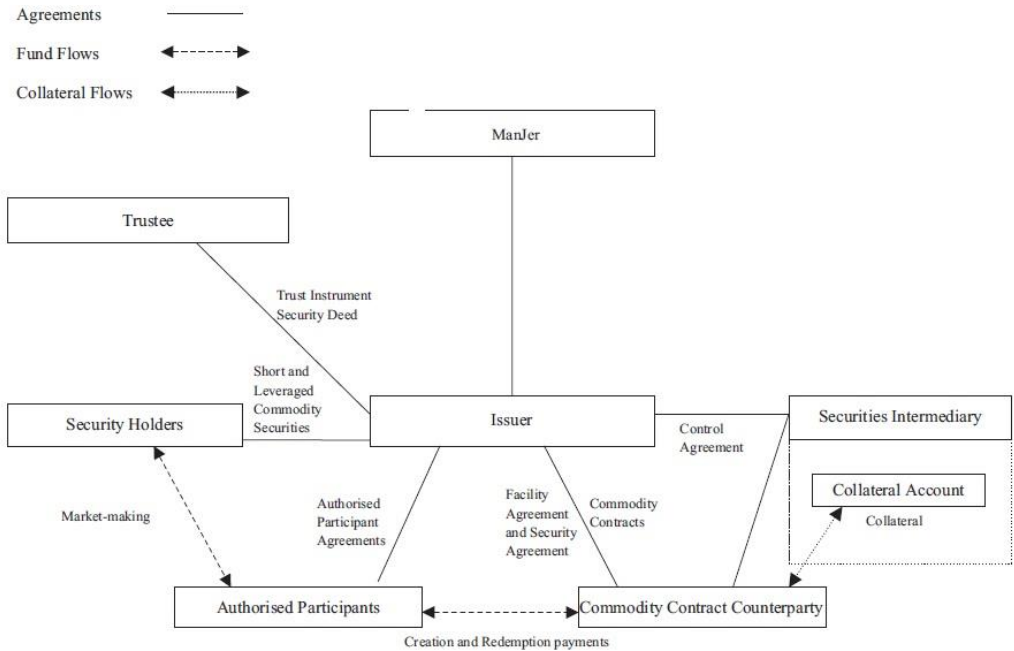 Agreements
Fund Flows
Collateral Flows
ManJer
Trustee
Trust Instrument
Security Deed
Short and
Leveraged
Commodity
Securities
Security Holders
Issuer
Securities Intermediary
Control
Agreement
Collateral Account
Collateral
Market-making
Authorised
Participant
Agreements
Facility
Agreement
and Security
Agreement
Commodity
Contracts
Authorised Participants
Commodity Contract Counterparty
Creation and Redemption payments